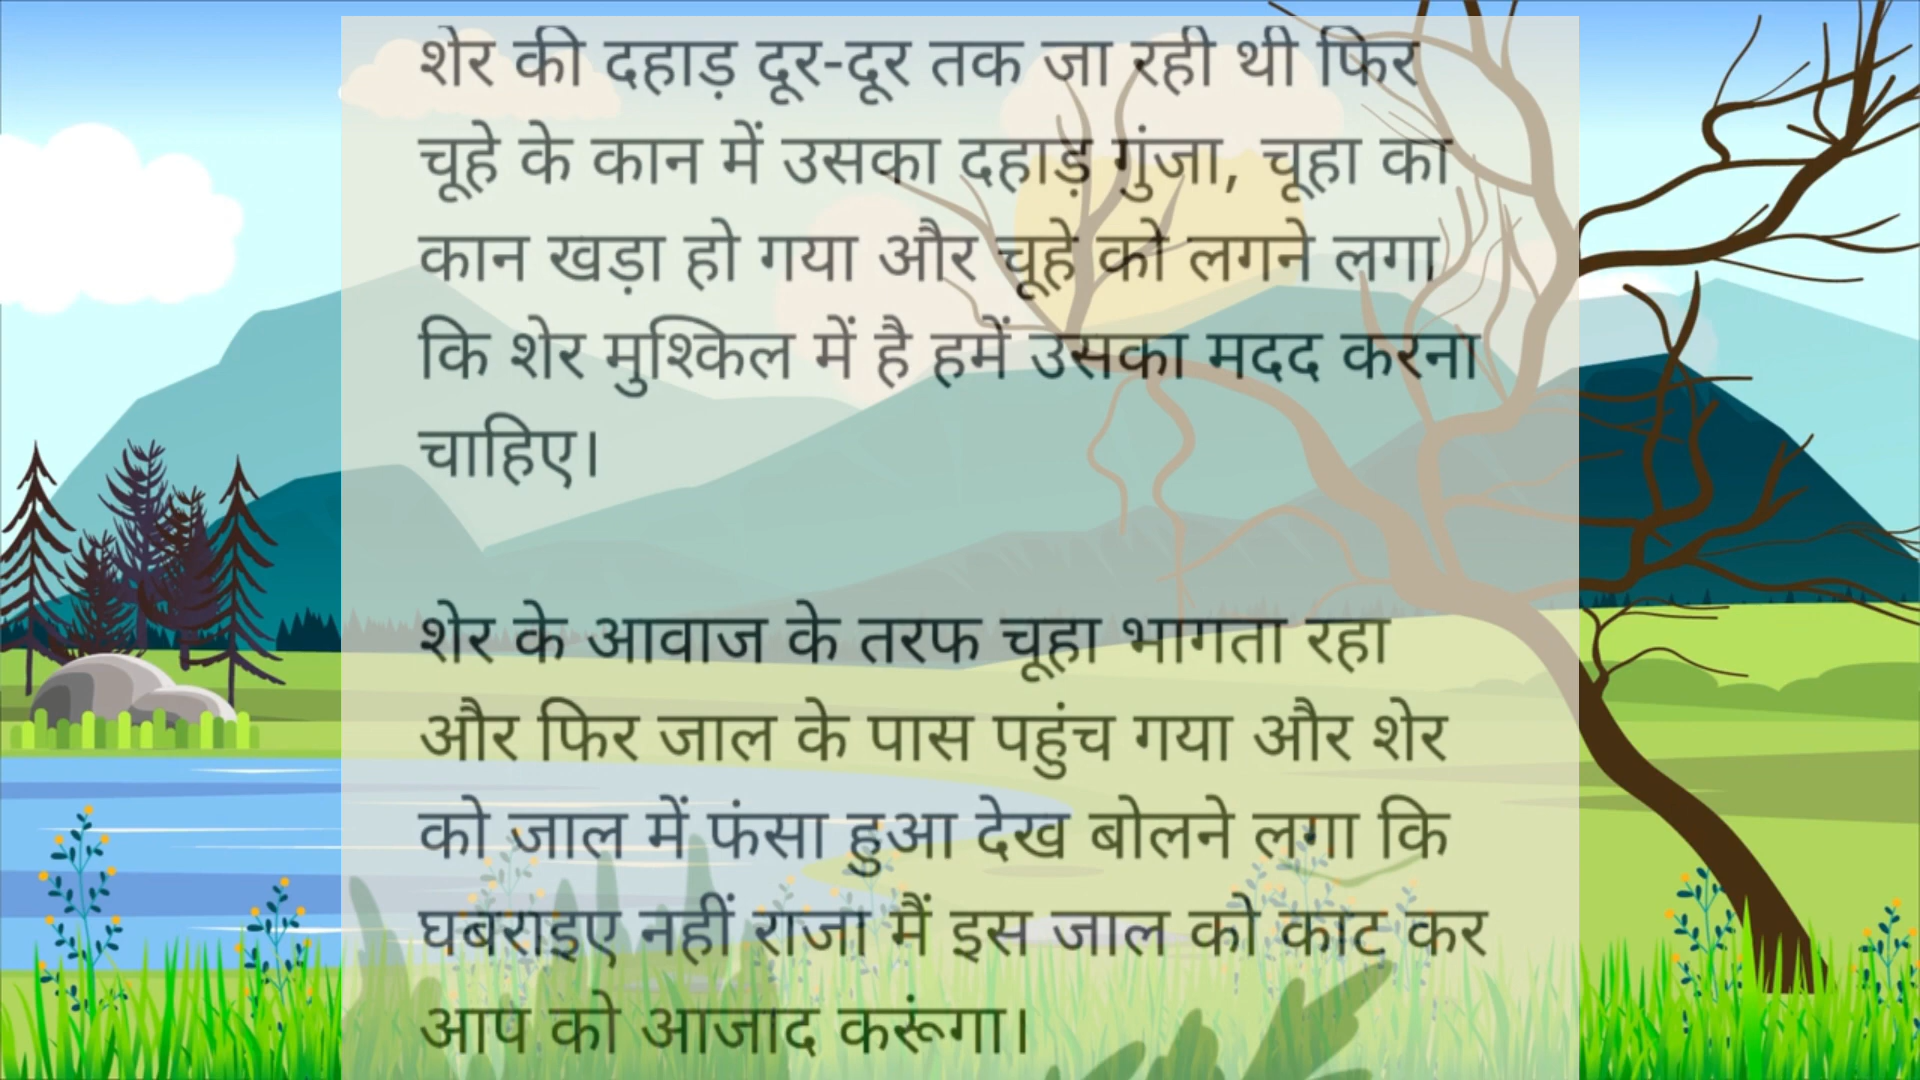 शेर की दहाड़ दूर-दूर तक जा रही थी फिर
चूहे के कान में उसका दहाड़ गुंजा, चूहा का
कान खड़ा हो गया और चूहे को लगने लगा
कि शेर मुश्किल में है हमें उसका मदद करना
चाहिए।
शेर के आवाज के तरफ चूहा भागता रहा
और फिर जाल के पास पहुंच गया और शेर
को जाल में फंसा हुआ देख बोलने लगा कि
घबराइए नहीं राजा मैं इस जाल को काट कर
आप को आजाद करूंगा।